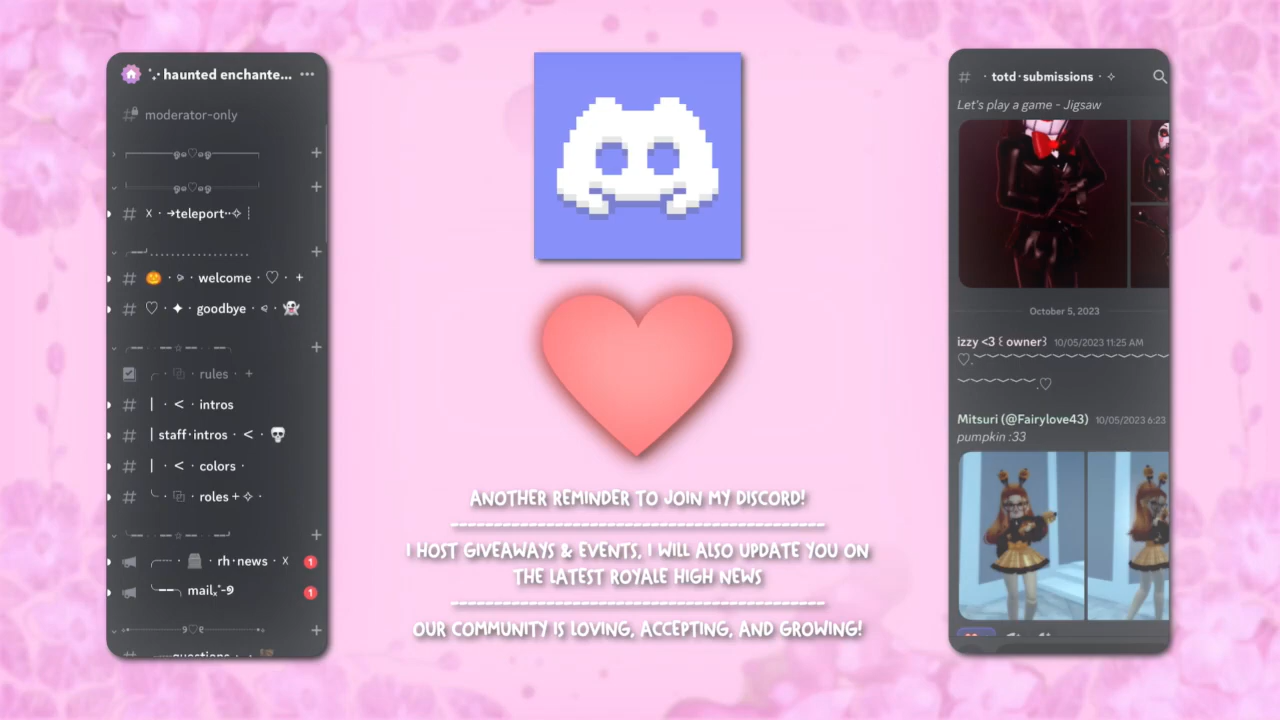 haunted enchante...
moderator-only
teleport
welcome
goodbye
rules
intros
staff·intros
colors
roles
rh·news
1
mail
1
questions
ANOTHER REMINDER TO JOIN MY DISCORD!
I HOST GIVEAWAYS & EVENTS, I WILL ALSO UPDATE YOU ON
THE LATEST ROYALE HIGH NEWS
OUR COMMUNITY IS LOVING, ACCEPTING, AND GROWING!
# · totd·submissions · ✧
Let's play a game - Jigsaw
October 5, 2023
izzy <3 ꒰ owner꒱ 10/05/2023 11:25 AM
Mitsuri (@Fairylove43) 10/05/2023 6:23
pumpkin :33